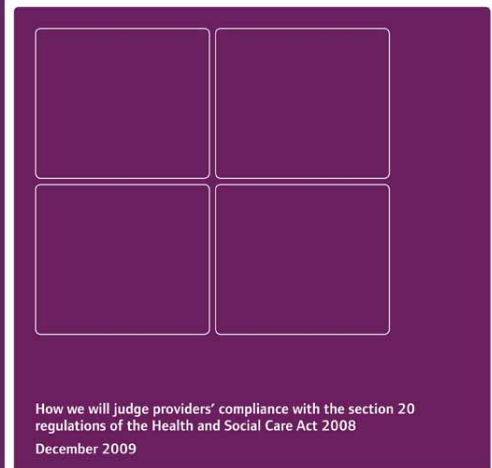 How we will judge providers’ compliance with the section 20
regulations of the Health and Social Care Act 2008
December 2009